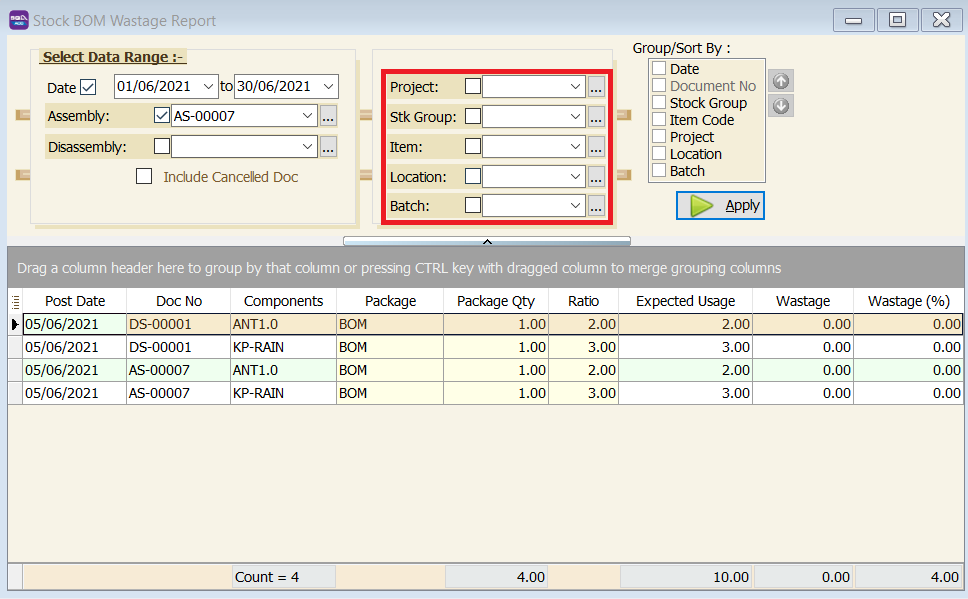 Stock BOM Wastage Report
Select Data Range :-
Date 01/06/2021 to 30/06/2021
Assembly: AS-00007 ...
Disassembly: ...
Include Cancelled Doc
Project: ...
Stk Group: ...
Item: ...
Location: ...
Batch: ...
Group/Sort By :
Date
Document No
Stock Group
Item Code
Project
Location
Batch
Apply
Drag a column header here to group by that column or pressing CTRL key with dragged column to merge grouping columns
Post Date Doc No Components Package Package Qty Ratio Expected Usage Wastage Wastage (%)
05/06/2021 DS-00001 ANT1.0 BOM 1.00 2.00 2.00 0.00 0.00
05/06/2021 DS-00001 KP-RAIN BOM 1.00 3.00 3.00 0.00 0.00
05/06/2021 AS-00007 ANT1.0 BOM 1.00 2.00 2.00 0.00 0.00
05/06/2021 AS-00007 KP-RAIN BOM 1.00 3.00 3.00 0.00 0.00
Count = 4 4.00 10.00 0.00 4.00